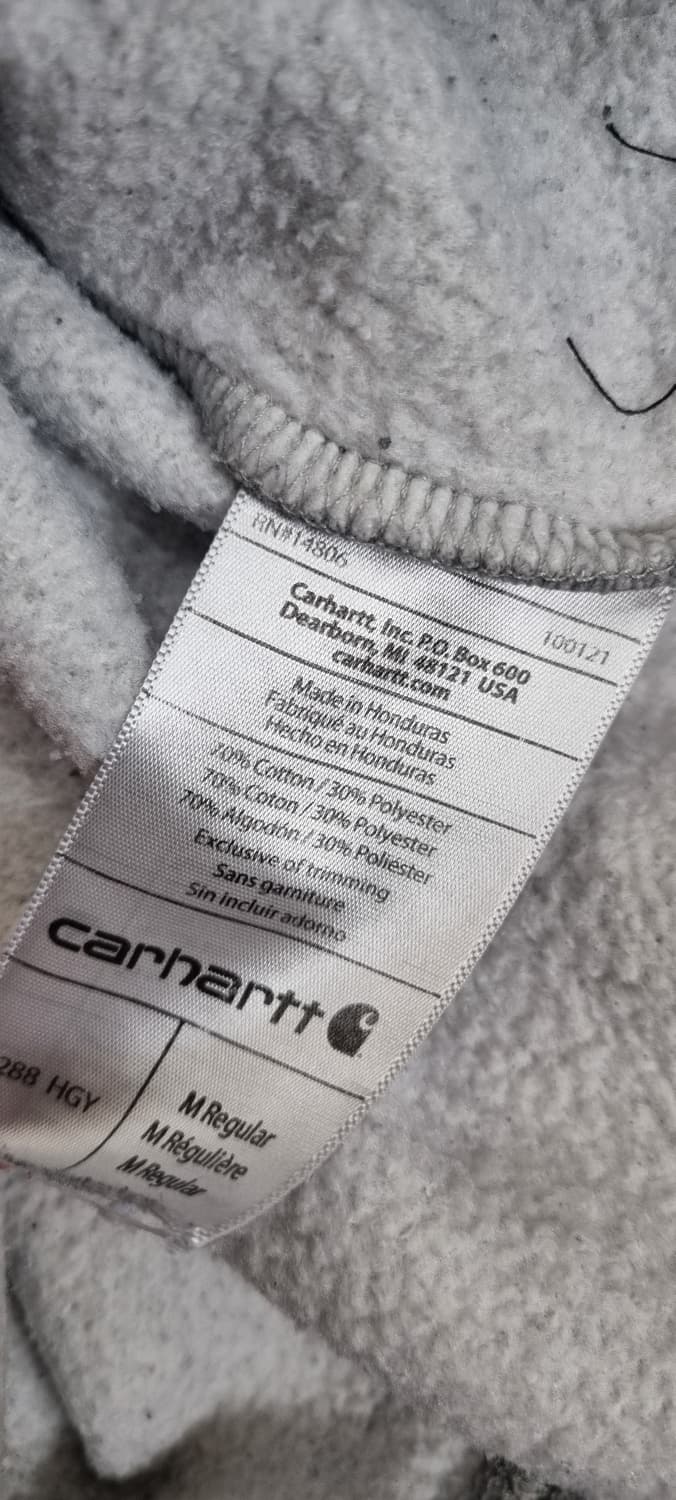 RN#14806
100121
Carhartt, Inc. P.O. Box 600
Dearborn, MI 48121 USA
carhartt.com
Made in Honduras
Fabriqué au Honduras
Hecho en Honduras
70% Cotton / 30% Polyester
70% Coton / 30% Polyester
70% Algodón / 30% Poliéster
Exclusive of trimming
Sans garniture
Sin incluir adorno
carhartt
288 HGY
M Regular
M Régulière
M Regular